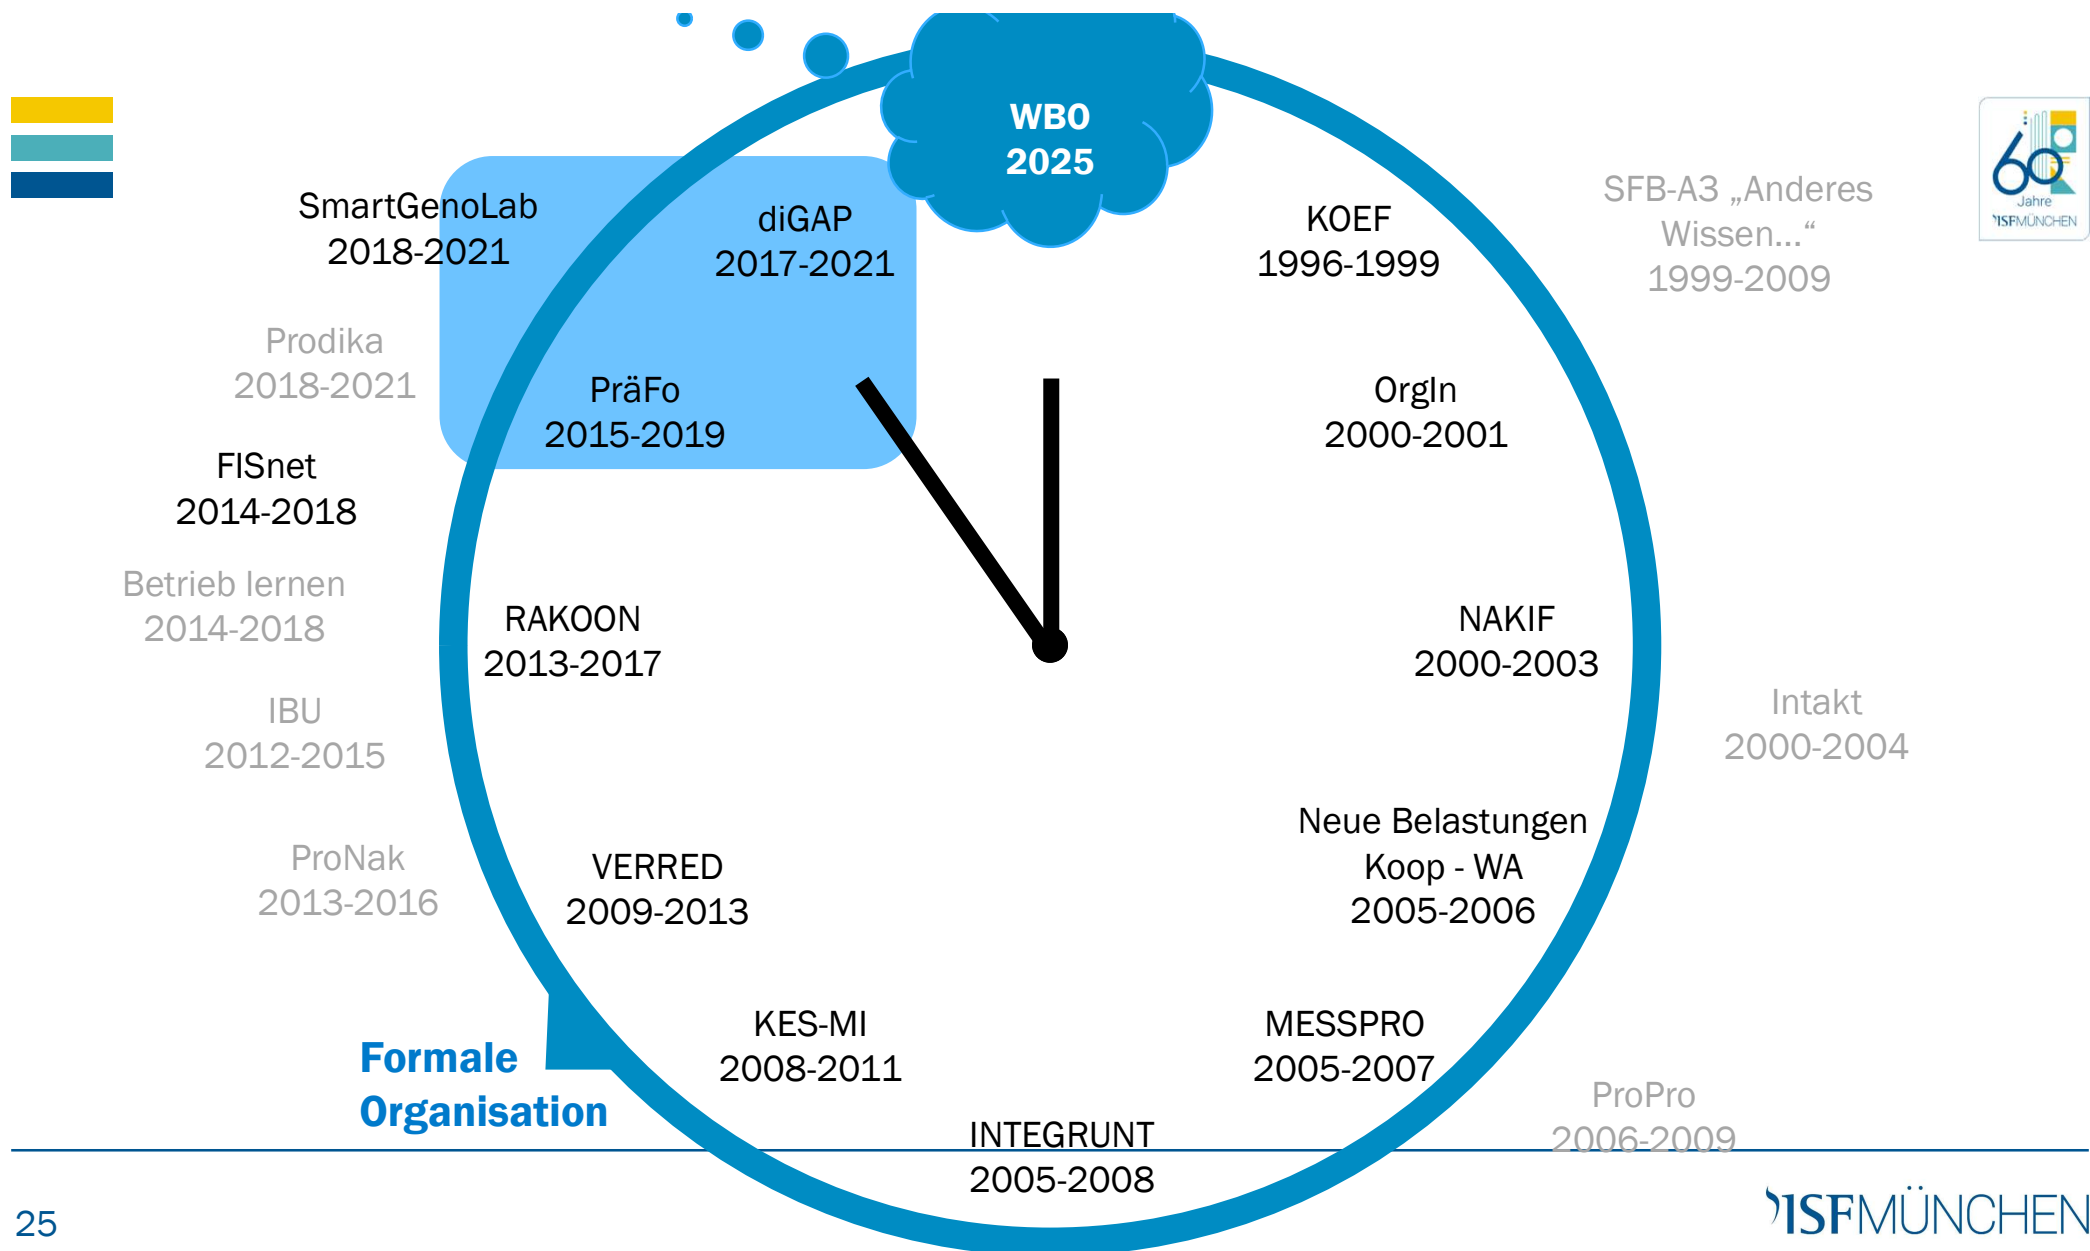 WBO
2025
SmartGenoLab
2018-2021
diGAP
2017-2021
KOEF
1996-1999
SFB-A3 „Anderes
Wissen...“
1999-2009
60
Jahre
ISFMÜNCHEN
Prodika
2018-2021
PräFo
2015-2019
OrgIn
2000-2001
FISnet
2014-2018
Betrieb lernen
2014-2018
RAKOON
2013-2017
NAKIF
2000-2003
IBU
2012-2015
Intakt
2000-2004
ProNak
2013-2016
VERRED
2009-2013
Neue Belastungen
Koop - WA
2005-2006
Formale
Organisation
KES-MI
2008-2011
MESSPRO
2005-2007
INTEGRUNT
2005-2008
ProPro
2006-2009
25
ISFMÜNCHEN